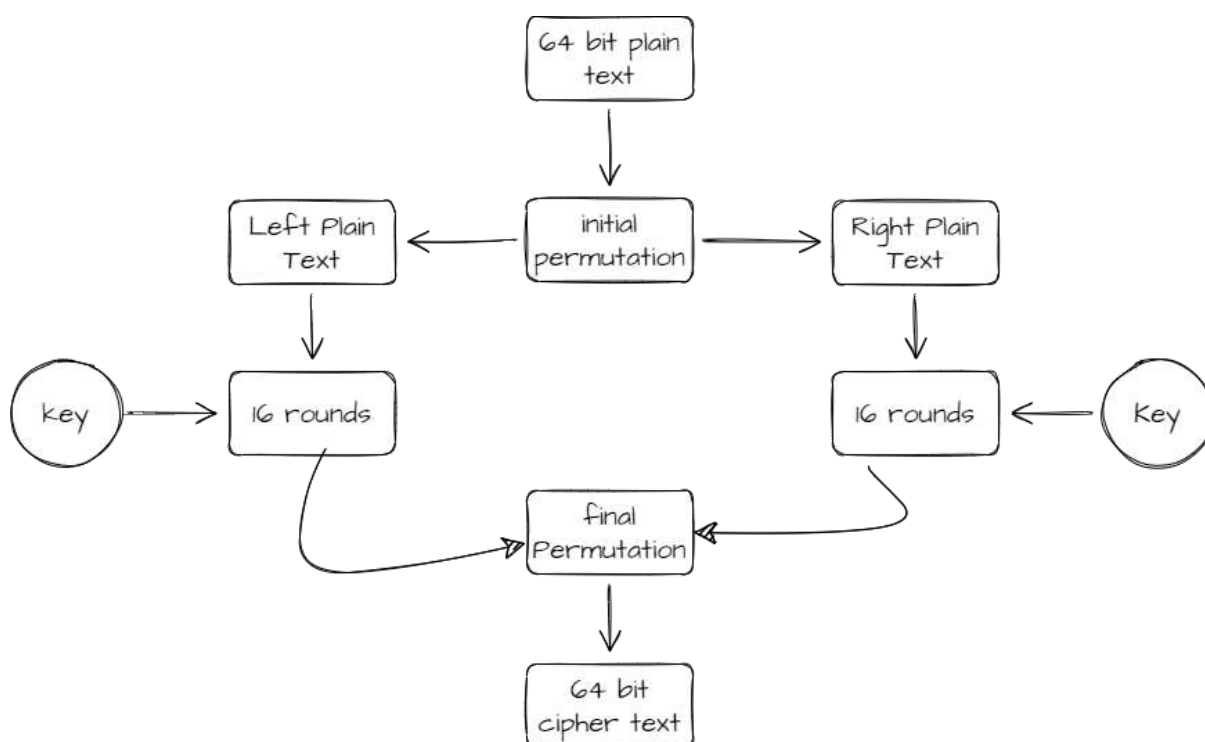 64 bit plain
text
Left Plain
Text
initial
permutation
Right Plain
Text
Key
16 rounds
16 rounds
Key
final
Permutation
64 bit
cipher text